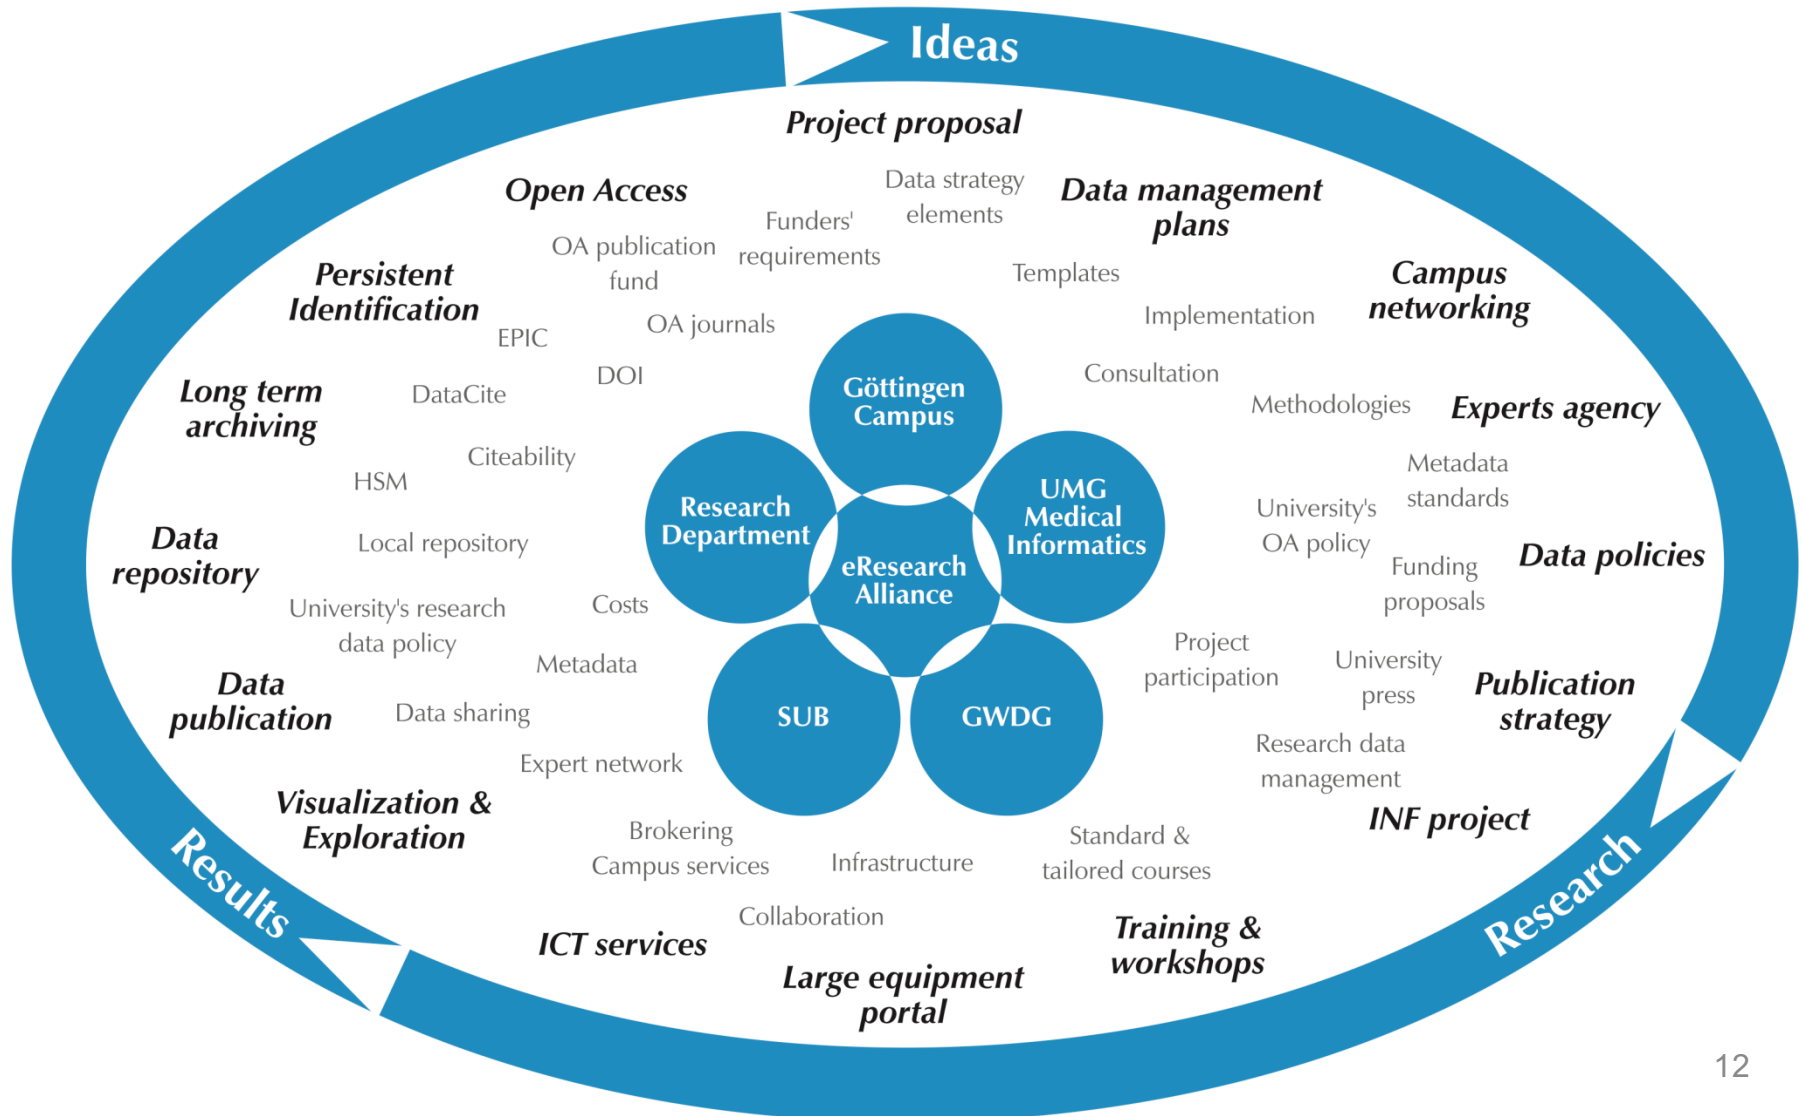 Ideas
Project proposal
Open Access
Data strategy
elements
Data management
plans
Funders'
requirements
OA publication
fund
Templates
Persistent
Identification
Campus
networking
EPIC
OA journals
Implementation
DOI
Consultation
Long term
archiving
DataCite
Göttingen
Campus
Methodologies
Experts agency
Citeability
HSM
Research
Department
UMG
Medical
Informatics
Metadata
standards
University's
OA policy
Data
repository
Local repository
eResearch
Alliance
Funding
proposals
Data policies
University's research
data policy
Costs
Metadata
Project
participation
University
press
Data
publication
Data sharing
SUB
GWDG
Publication
strategy
Expert network
Research data
management
Visualization &
Exploration
INF project
Brokering
Campus services
Infrastructure
Standard &
tailored courses
Results
Research
Collaboration
ICT services
Large equipment
portal
Training &
workshops
12